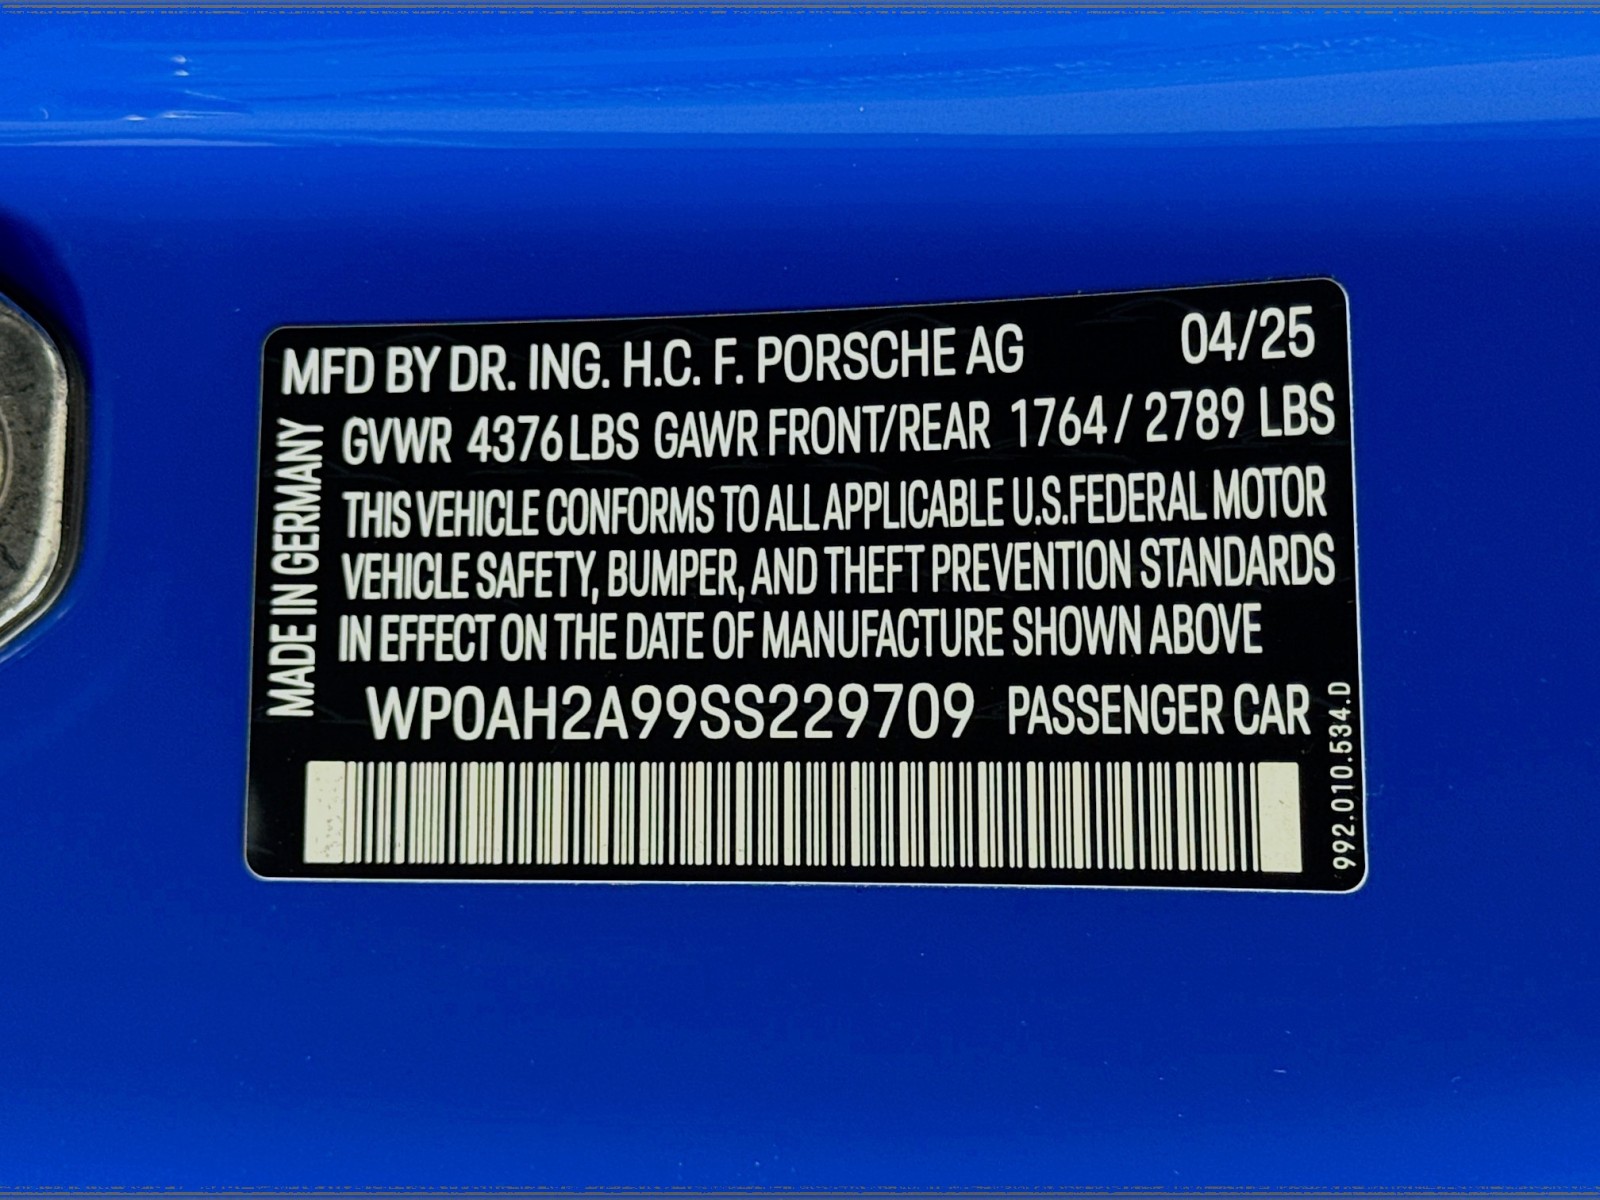 MFD BY DR. ING. H.C. F. PORSCHE AG 04/25
GVWR 4376 LBS GAWR FRONT/REAR 1764 / 2789 LBS
THIS VEHICLE CONFORMS TO ALL APPLICABLE U.S.FEDERAL MOTOR
VEHICLE SAFETY, BUMPER, AND THEFT PREVENTION STANDARDS
IN EFFECT ON THE DATE OF MANUFACTURE SHOWN ABOVE
WP0AH2A99SS229709 PASSENGER CAR
MADE IN GERMANY
992.010.534.D